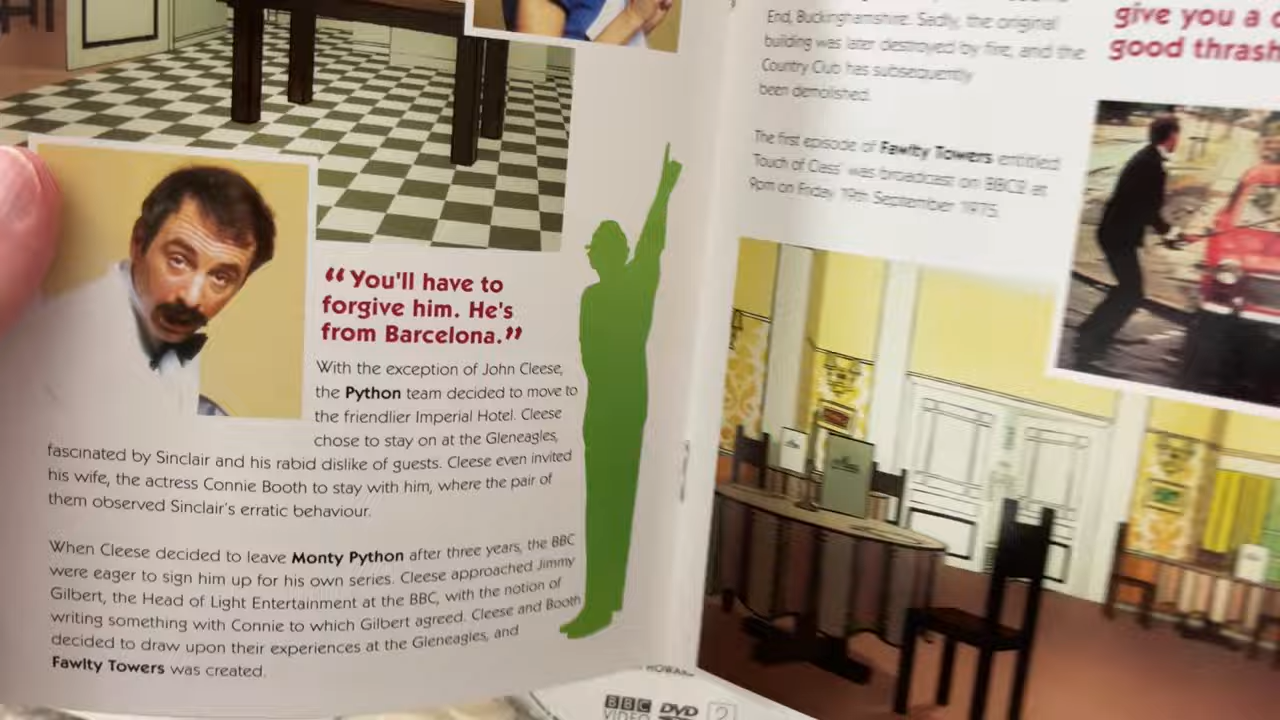 “You'll have to
forgive him. He's
from Barcelona.”
With the exception of John Cleese,
the Python team decided to move to
the friendlier Imperial Hotel. Cleese
chose to stay on at the Gleneagles,
fascinated by Sinclair and his rabid dislike of guests. Cleese even invited
his wife, the actress Connie Booth to stay with him, where the pair of
them observed Sinclair's erratic behaviour.
When Cleese decided to leave Monty Python after three years, the BBC
were eager to sign him up for his own series. Cleese approached Jimmy
Gilbert, the Head of Light Entertainment at the BBC, with the notion of
writing something with Connie to which Gilbert agreed. Cleese and Booth
decided to draw upon their experiences at the Gleneagles, and
Fawlty Towers was created.
End, Buckinghamshire. Sadly, the original
building was later destroyed by fire, and the
Country Club has subsequently
been demolished.
The first episode of Fawlty Towers entitled
Touch of Class' was broadcast on BBC2 at
9pm on Friday 19th September 1975.
give you a
good thrash
BBC DVD 2
VIDEO